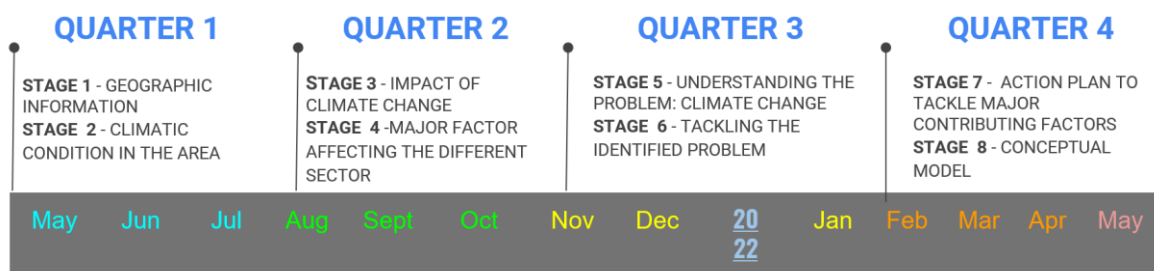 QUARTER 1
STAGE 1 - GEOGRAPHIC
INFORMATION
STAGE 2 - CLIMATIC
CONDITION IN THE AREA
QUARTER 2
STAGE 3 - IMPACT OF
CLIMATE CHANGE
STAGE 4 -MAJOR FACTOR
AFFECTING THE DIFFERENT
SECTOR
QUARTER 3
STAGE 5 - UNDERSTANDING THE
PROBLEM: CLIMATE CHANGE
STAGE 6 - TACKLING THE
IDENTIFIED PROBLEM
QUARTER 4
STAGE 7 - ACTION PLAN TO
TACKLE MAJOR
CONTRIBUTING FACTORS
STAGE 8 - CONCEPTUAL
MODEL
May Jun Jul Aug Sept Oct Nov Dec 20 Jan Feb Mar Apr May
22